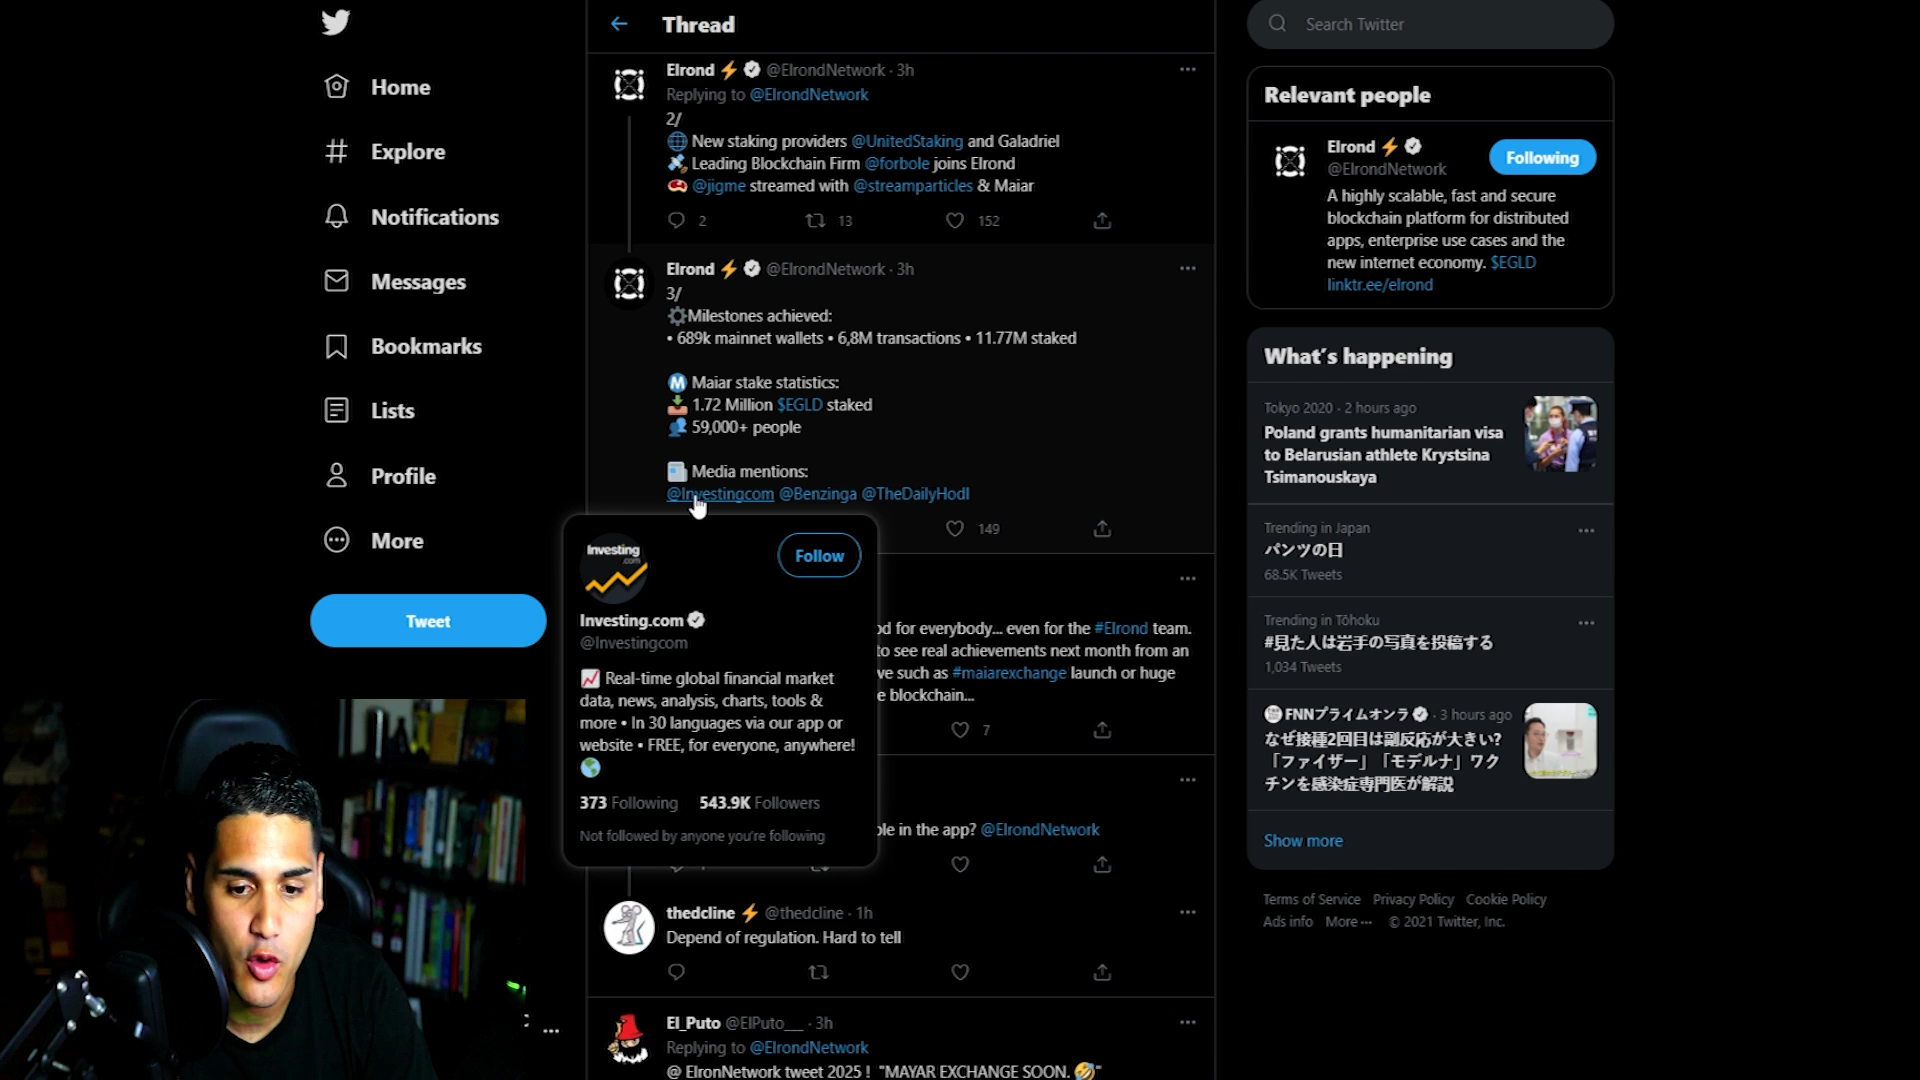 Home
Explore
Notifications
Messages
Bookmarks
Lists
Profile
More
Tweet
Thread
Elrond ⚡ @ElrondNetwork · 3h
Replying to @ElrondNetwork
2/
🌐 New staking providers @UnitedStaking and Galadriel
🛰 Leading Blockchain Firm @forbole joins Elrond
🥩 @jigme streamed with @streamparticles & Maiar
2 13 152
Elrond ⚡ @ElrondNetwork · 3h
3/
⚙️Milestones achieved:
• 689k mainnet wallets • 6,8M transactions • 11.77M staked
Ⓜ️ Maiar stake statistics:
📥 1.72 Million $EGLD staked
👥 59,000+ people
📰 Media mentions:
@Investingcom @Benzinga @TheDailyHodl
149
Investing
.com
Follow
Investing.com
@Investingcom
📈 Real-time global financial market
data, news, analysis, charts, tools &
more • In 30 languages via our app or
website • FREE, for everyone, anywhere!
🌎
373 Following 543.9K Followers
Not followed by anyone you're following
od for everybody... even for the #Elrond team.
to see real achievements next month from an
ve such as #maiarexchange launch or huge
e blockchain...
7
ble in the app? @ElrondNetwork
thedcline ⚡ @thedcline · 1h
Depend of regulation. Hard to tell
El_Puto @ElPuto__ · 3h
Replying to @ElrondNetwork
@ ElronNetwork tweet 2025 ! "MAYAR EXCHANGE SOON. 🤣"
Search Twitter
Relevant people
Elrond ⚡
@ElrondNetwork
Following
A highly scalable, fast and secure
blockchain platform for distributed
apps, enterprise use cases and the
new internet economy. $EGLD
linktr.ee/elrond
What's happening
Tokyo 2020 · 2 hours ago
Poland grants humanitarian visa
to Belarusian athlete Krystsina
Tsimanouskaya
Trending in Japan
パンツの日
68.5K Tweets
Trending in Tōhoku
#見た人は岩手の写真を投稿する
1,034 Tweets
FNNプライムオンラ · 3 hours ago
なぜ接種2回目は副反応が大きい?
「ファイザー」「モデルナ」ワク
チンを感染症専門医が解説
Show more
Terms of Service Privacy Policy Cookie Policy
Ads info More ··· © 2021 Twitter, Inc.